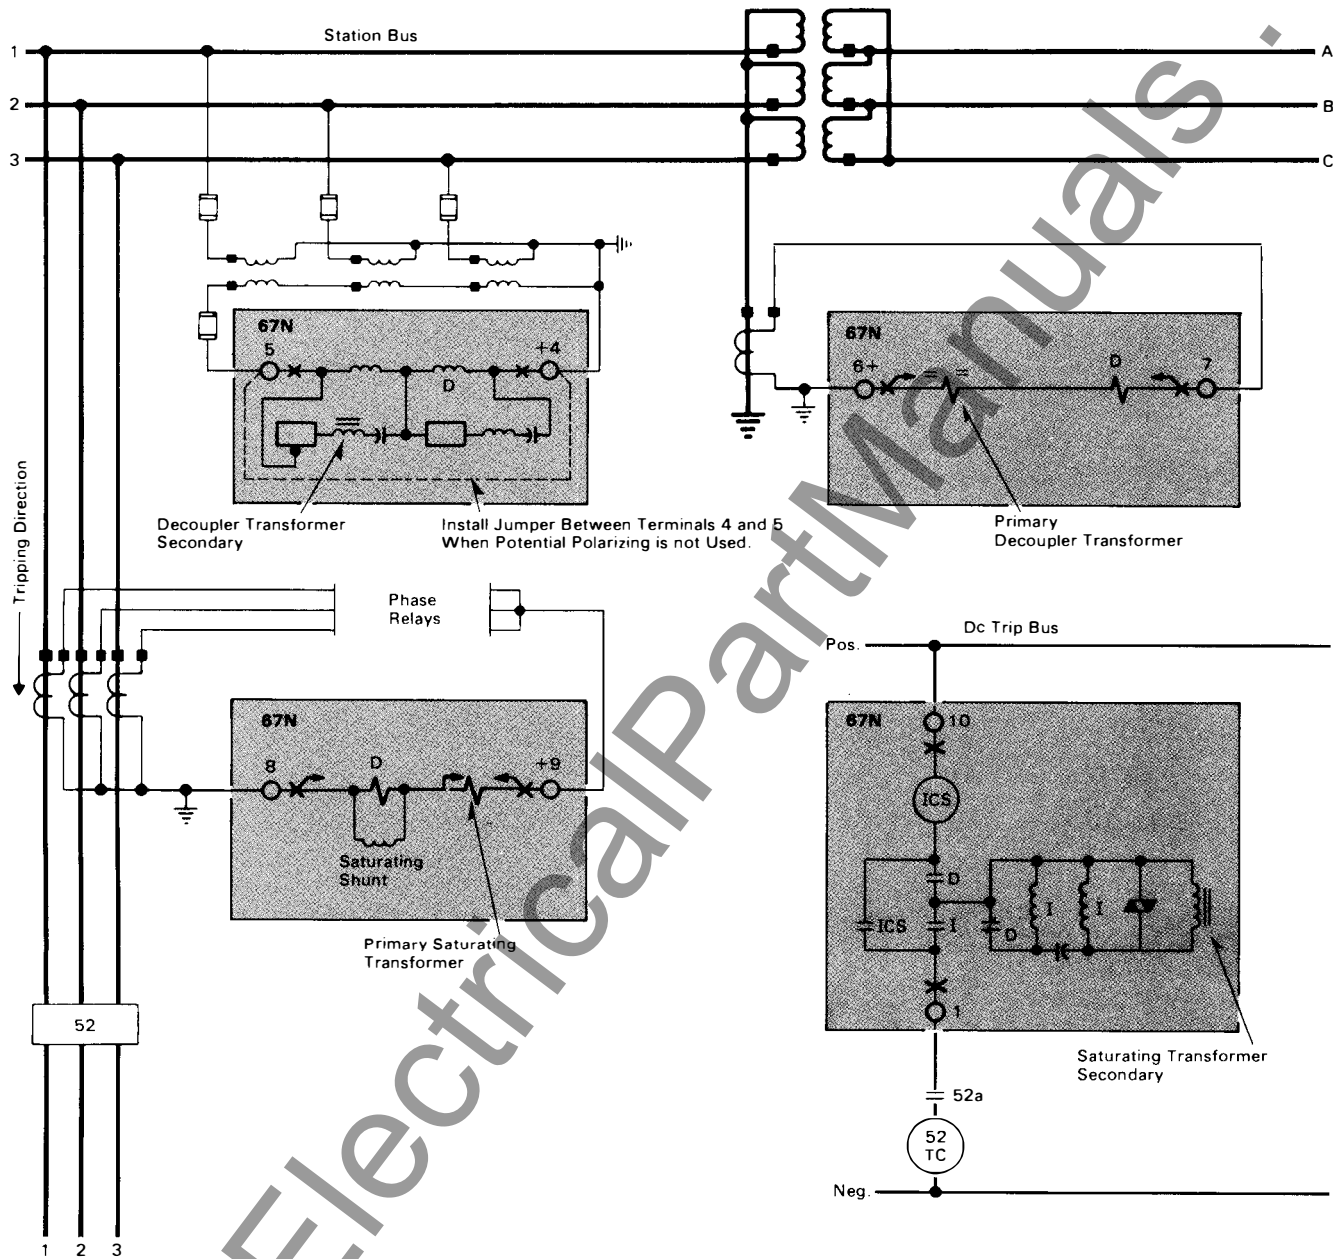 Station Bus
1
A
2
B
3
C
67N
5
+4
D
Decoupler Transformer
Secondary
Install Jumper Between Terminals 4 and 5
When Potential Polarizing is not Used.
67N
6+
D
7
Primary
Decoupler Transformer
Tripping Direction
Phase
Relays
67N
8
D
+9
Saturating
Shunt
Primary Saturating
Transformer
52
1 2 3
Dc Trip Bus
Pos.
67N
10
ICS
D
ICS
I
D
I
I
1
Saturating Transformer
Secondary
52a
52
TC
Neg.
ElectricalPartManuals .